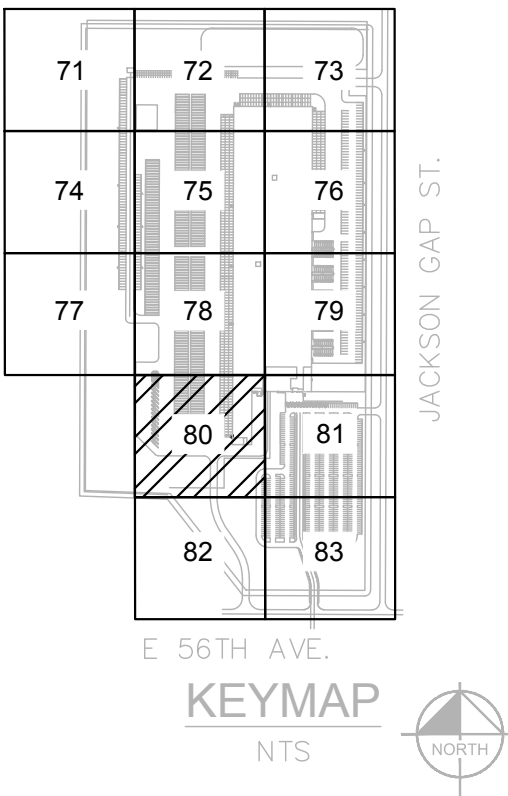 71 72 73
74 75 76
77 78 79
80 81
82 83
JACKSON GAP ST.
E 56TH AVE.
KEYMAP
NTS
NORTH